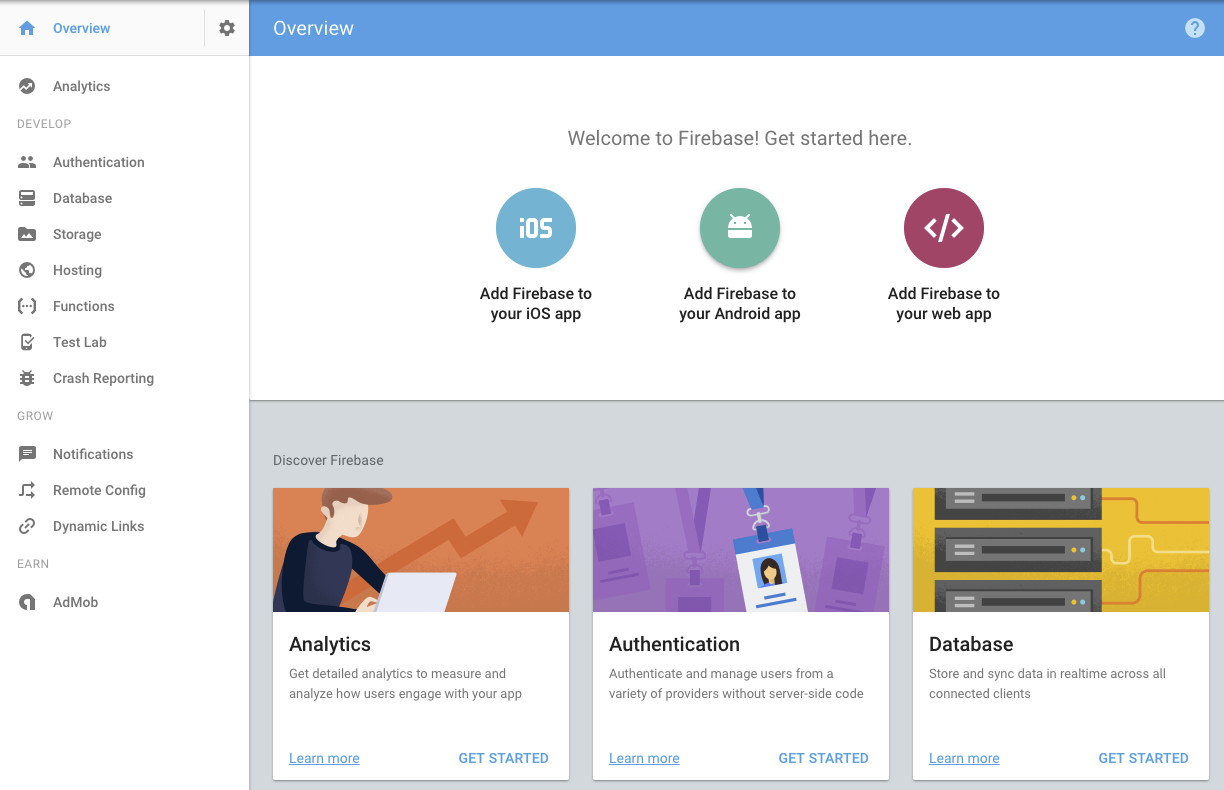 Overview
Analytics
DEVELOP
Authentication
Database
Storage
Hosting
Functions
Test Lab
Crash Reporting
GROW
Notifications
Remote Config
Dynamic Links
EARN
AdMob
Overview
?
Welcome to Firebase! Get started here.
iOS
Add Firebase to
your iOS app
Add Firebase to
your Android app
</>
Add Firebase to
your web app
Discover Firebase
Analytics
Get detailed analytics to measure and
analyze how users engage with your app
Learn more
GET STARTED
Authentication
Authenticate and manage users from a
variety of providers without server-side code
Learn more
GET STARTED
Database
Store and sync data in realtime across all
connected clients
Learn more
GET STARTED